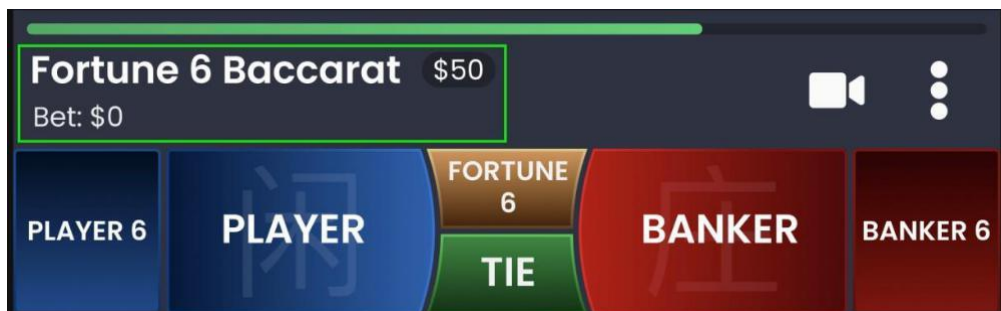 Fortune 6 Baccarat $50
Bet: $0
PLAYER 6
闲
PLAYER
FORTUNE
6
TIE
庄
BANKER
BANKER 6